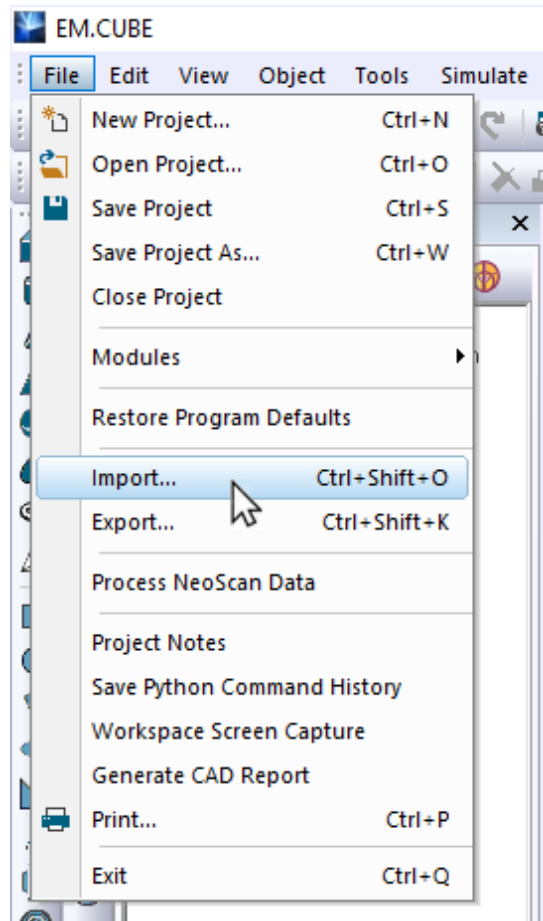 EM.CUBE
File Edit View Object Tools Simulate
New Project... Ctrl+N
Open Project... Ctrl+O
Save Project Ctrl+S
Save Project As... Ctrl+W
Close Project
Modules
Restore Program Defaults
Import... Ctrl+Shift+O
Export... Ctrl+Shift+K
Process NeoScan Data
Project Notes
Save Python Command History
Workspace Screen Capture
Generate CAD Report
Print... Ctrl+P
Exit Ctrl+Q